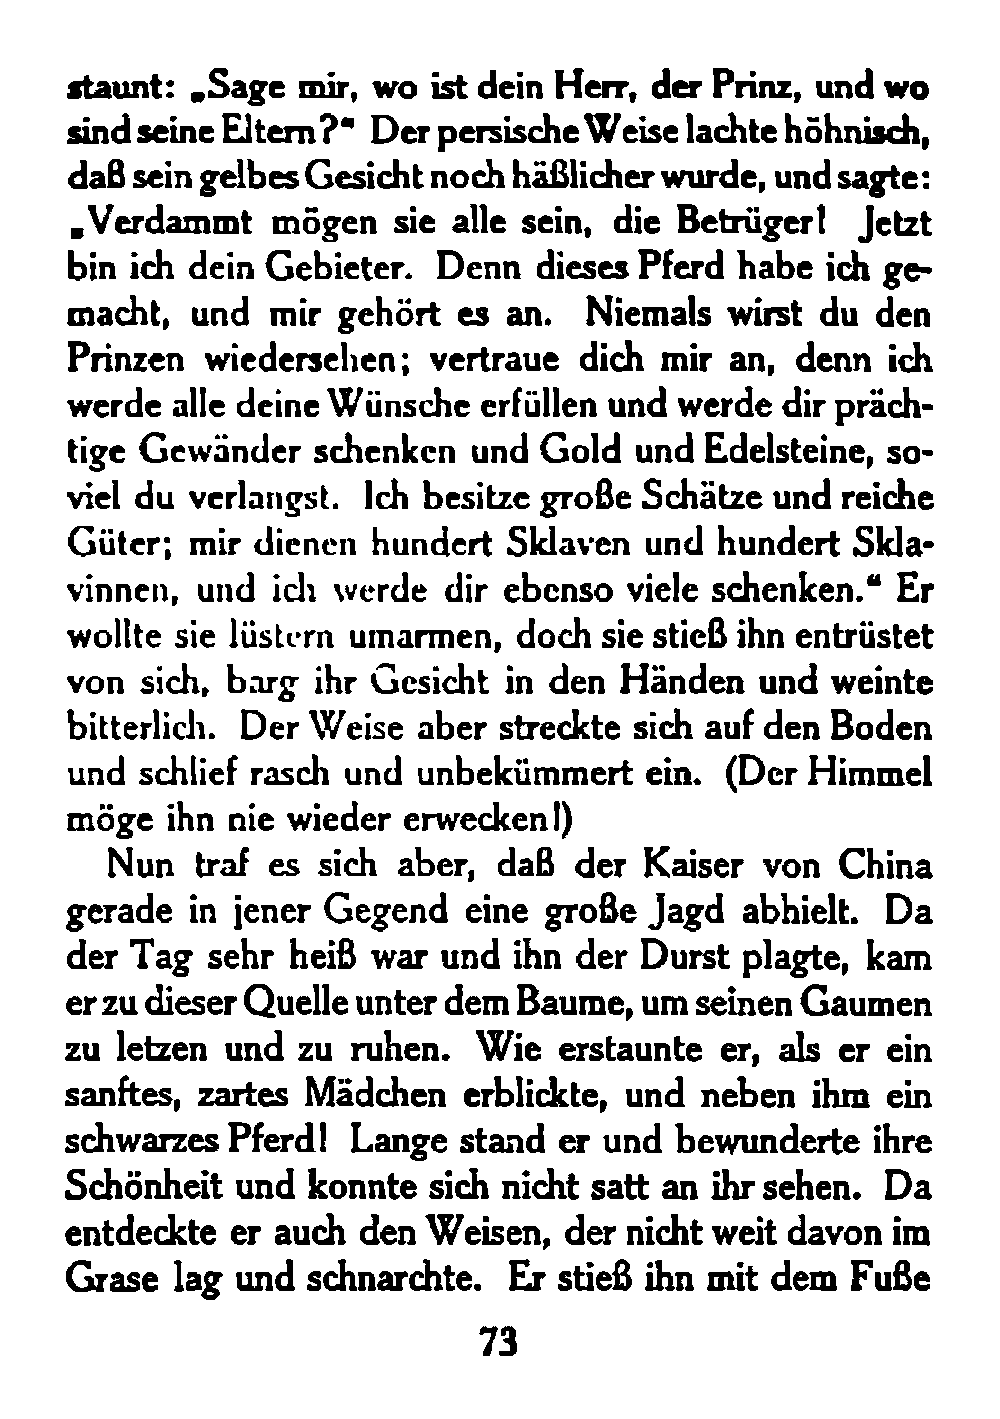 staunt: „Sage mir, wo ist dein Herr, der Prinz, und wo
sind seine Eltern?“ Der persische Weise lachte höhnisch,
daß sein gelbes Gesicht noch häßlicher wurde, und sagte:
„Verdammt mögen sie alle sein, die Betrüger! Jetzt
bin ich dein Gebieter. Denn dieses Pferd habe ich ge-
macht, und mir gehört es an. Niemals wirst du den
Prinzen wiedersehen; vertraue dich mir an, denn ich
werde alle deine Wünsche erfüllen und werde dir präch-
tige Gewänder schenken und Gold und Edelsteine, so-
viel du verlangst. Ich besitze große Schätze und reiche
Güter; mir dienen hundert Sklaven und hundert Skla-
vinnen, und ich werde dir ebenso viele schenken.“ Er
wollte sie lüstern umarmen, doch sie stieß ihn entrüstet
von sich, barg ihr Gesicht in den Händen und weinte
bitterlich. Der Weise aber streckte sich auf den Boden
und schlief rasch und unbekümmert ein. (Der Himmel
möge ihn nie wieder erwecken!)
Nun traf es sich aber, daß der Kaiser von China
gerade in jener Gegend eine große Jagd abhielt. Da
der Tag sehr heiß war und ihn der Durst plagte, kam
er zu dieser Quelle unter dem Baume, um seinen Gaumen
zu letzen und zu ruhen. Wie erstaunte er, als er ein
sanftes, zartes Mädchen erblickte, und neben ihm ein
schwarzes Pferd! Lange stand er und bewunderte ihre
Schönheit und konnte sich nicht satt an ihr sehen. Da
entdeckte er auch den Weisen, der nicht weit davon im
Grase lag und schnarchte. Er stieß ihn mit dem Fuße
73